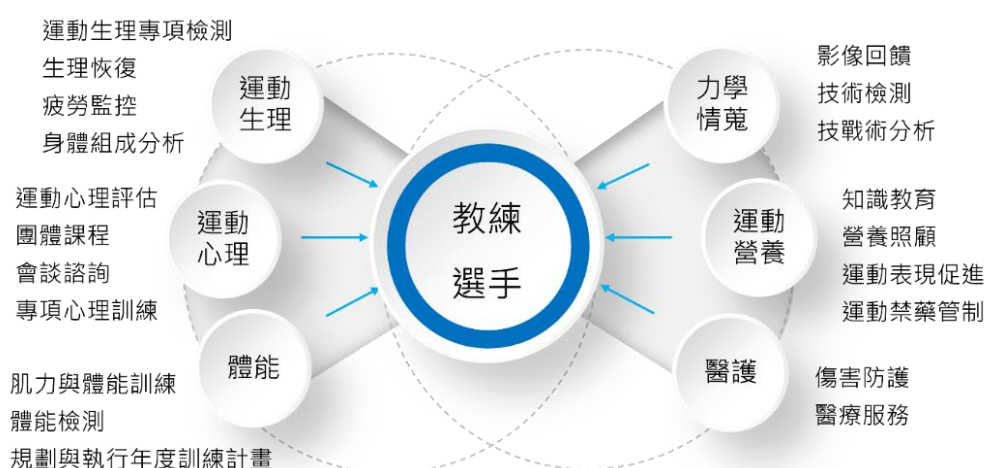 運動生理專項檢測
生理恢復
疲勞監控
身體組成分析
運動
生理
運動心理評估
團體課程
會談諮詢
專項心理訓練
運動
心理
肌力與體能訓練
體能檢測
規劃與執行年度訓練計畫
體能
教練
選手
力學
情蒐
影像回饋
技術檢測
技戰術分析
運動
營養
知識教育
營養照顧
運動表現促進
運動禁藥管制
醫護
傷害防護
醫療服務